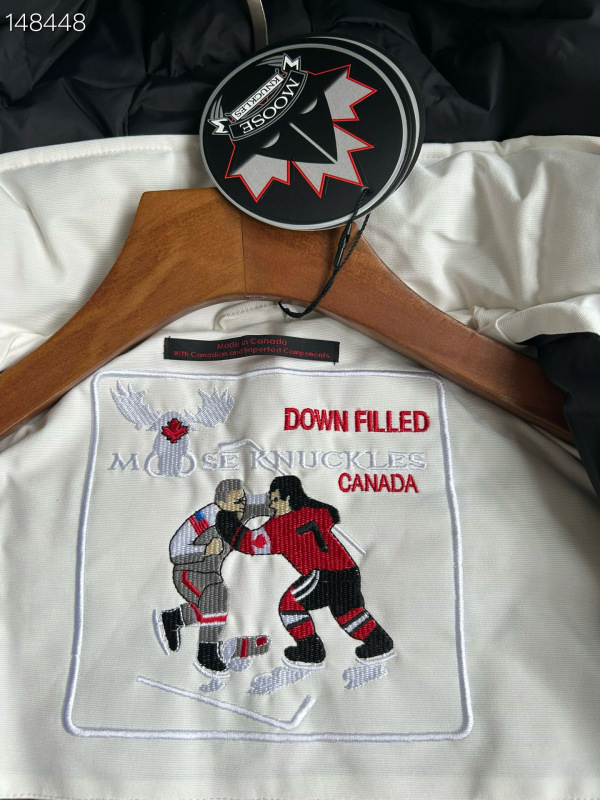 148448
MOOSE
KNUCKLES
Made in Canada
With Canadian and Imported Components
DOWN FILLED
MOOSE KNUCKLES
CANADA
7